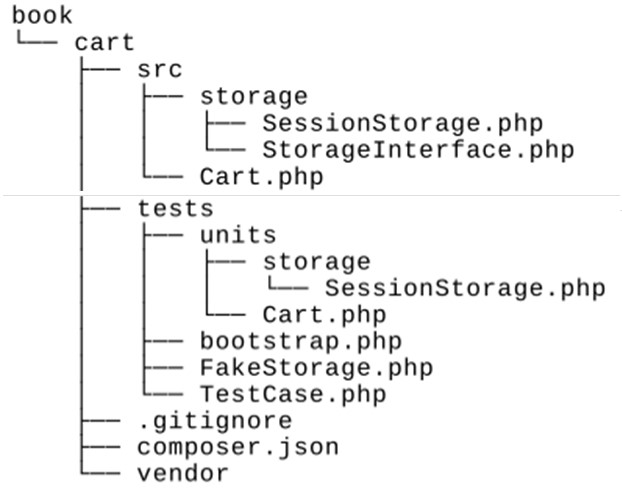 book
└── cart
    ├── src
    │   ├── storage
    │   │   ├── SessionStorage.php
    │   │   └── StorageInterface.php
    │   └── Cart.php
    ├── tests
    │   ├── units
    │   │   ├── storage
    │   │   │   └── SessionStorage.php
    │   │   └── Cart.php
    │   ├── bootstrap.php
    │   ├── FakeStorage.php
    │   └── TestCase.php
    ├── .gitignore
    ├── composer.json
    └── vendor